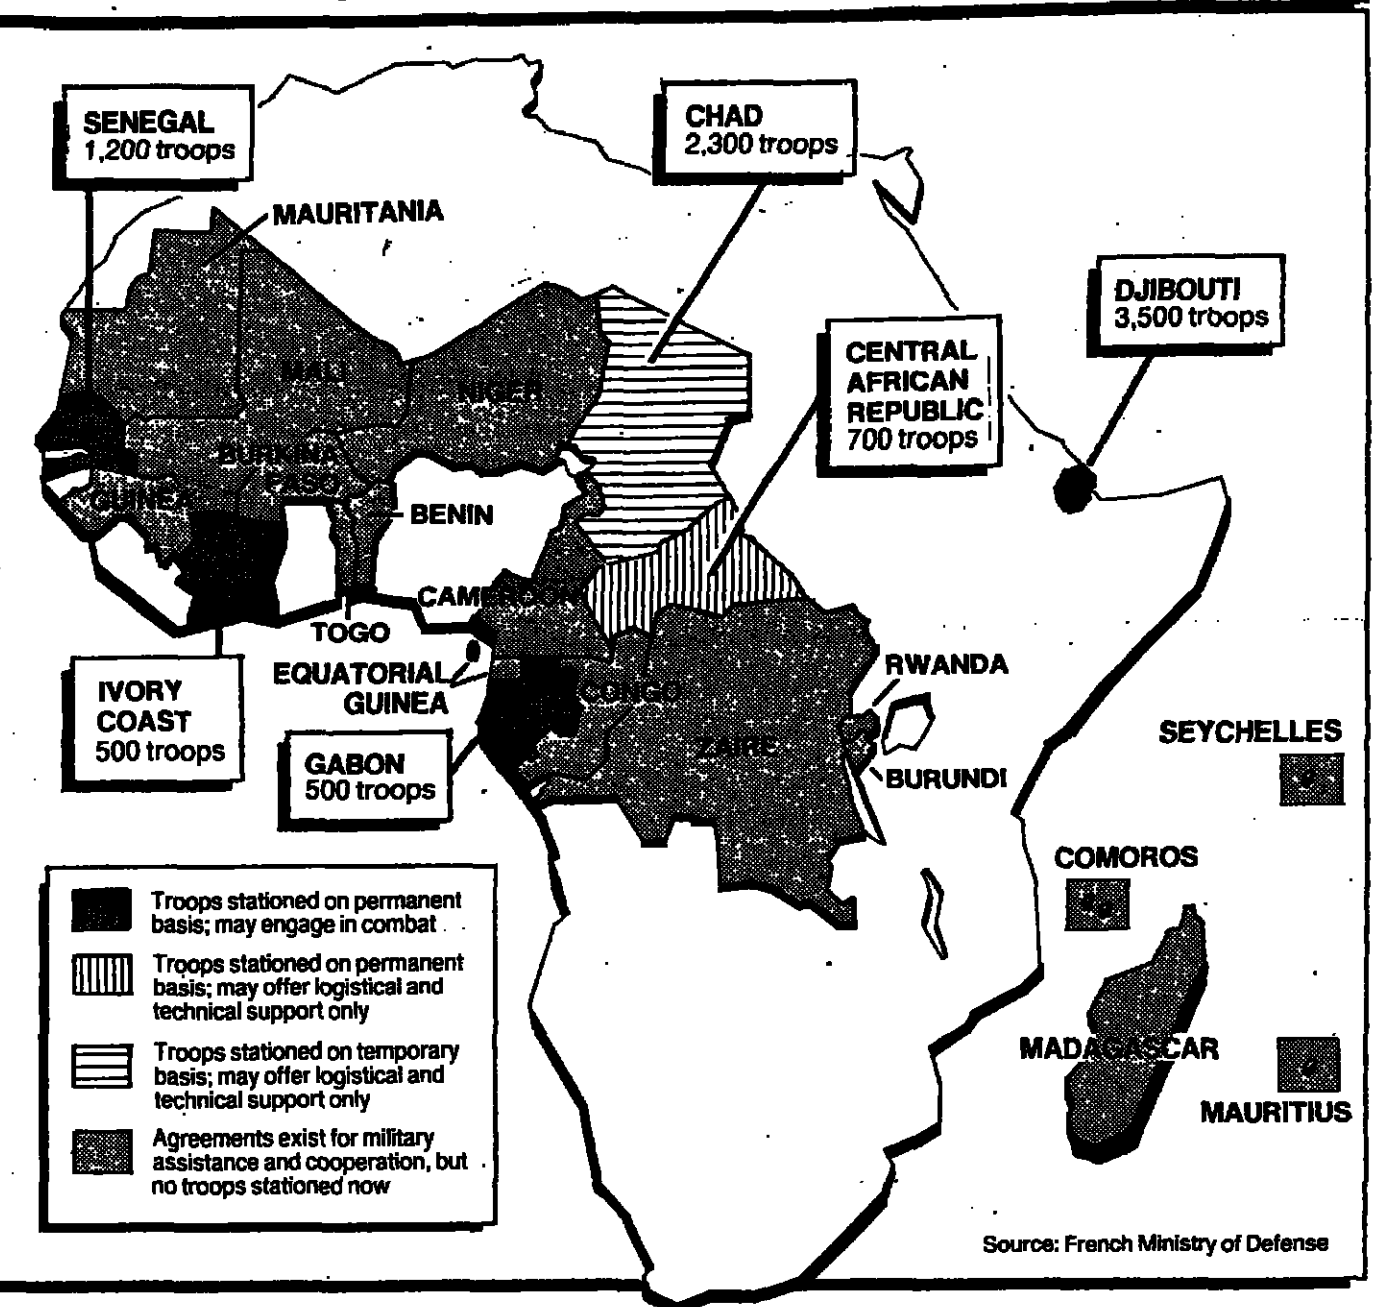 SENEGAL
1,200 troops
CHAD
2,300 troops
MAURITANIA
DJIBOUTI
3,500 troops
CENTRAL
AFRICAN
REPUBLIC
700 troops
MALI
NIGER
BURKINA
FASO
GUINEA
BENIN
CAMEROON
TOGO
EQUATORIAL
GUINEA
RWANDA
CONGO
IVORY
COAST
500 troops
ZAIRE
SEYCHELLES
GABON
500 troops
BURUNDI
COMOROS
Troops stationed on permanent
basis; may engage in combat
Troops stationed on permanent
basis; may offer logistical and
technical support only
Troops stationed on temporary
basis; may offer logistical and
technical support only
Agreements exist for military
assistance and cooperation, but
no troops stationed now
MADAGASCAR
MAURITIUS
Source: French Ministry of Defense